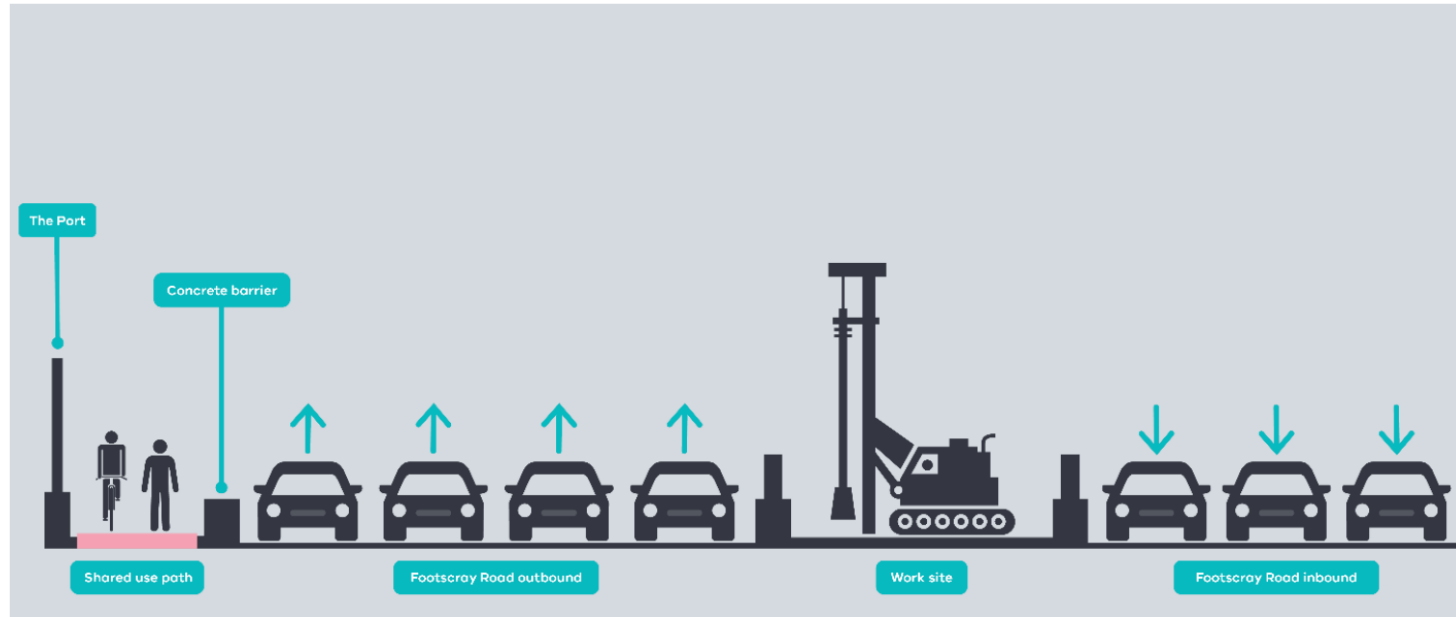 The Port
Concrete barrier
Shared use path
Footscray Road outbound
Work site
Footscray Road inbound